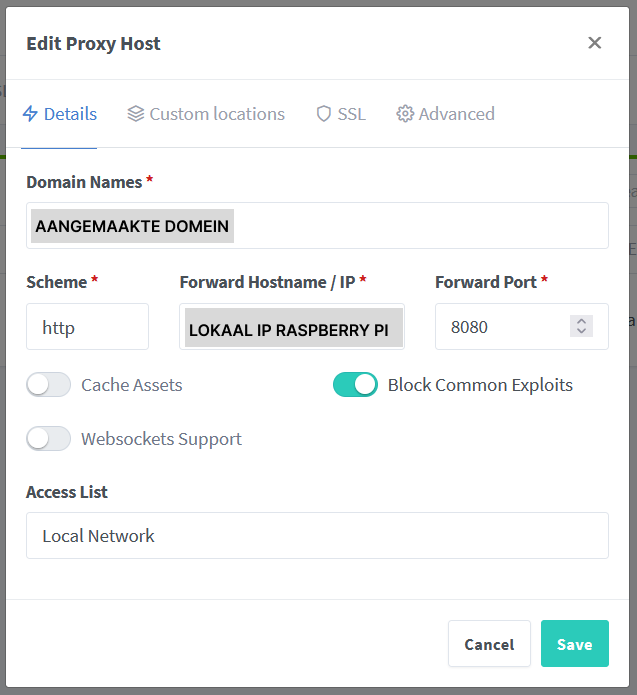 Edit Proxy Host
Details Custom locations SSL Advanced
Domain Names *
AANGEMAAKTE DOMEIN
Scheme * Forward Hostname / IP * Forward Port *
http LOKAAL IP RASPBERRY PI 8080
Cache Assets Block Common Exploits
Websockets Support
Access List
Local Network
Cancel Save